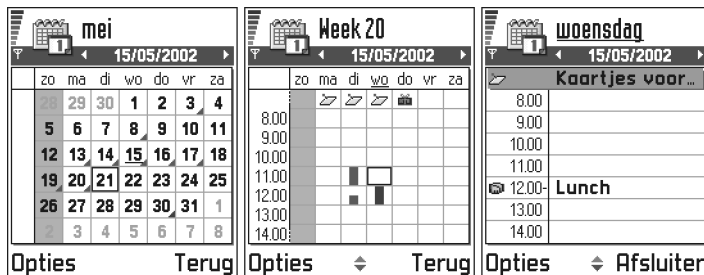 mei
15/05/2002
zo ma di wo do vr za
28 29 30 1 2 3 4
5 6 7 8 9 10 11
12 13 14 15 16 17 18
19 20 21 22 23 24 25
26 27 28 29 30 31 1
2 3 4 5 6 7 8
Opties Terug
Week 20
15/05/2002
zo ma di wo do vr za
8.00
9.00
10.00
11.00
12.00
13.00
14.00
Opties Terug
woensdag
15/05/2002
Kaartjes voor...
8.00
9.00
10.00
11.00
12.00- Lunch
13.00
14.00
Opties Afsluiten